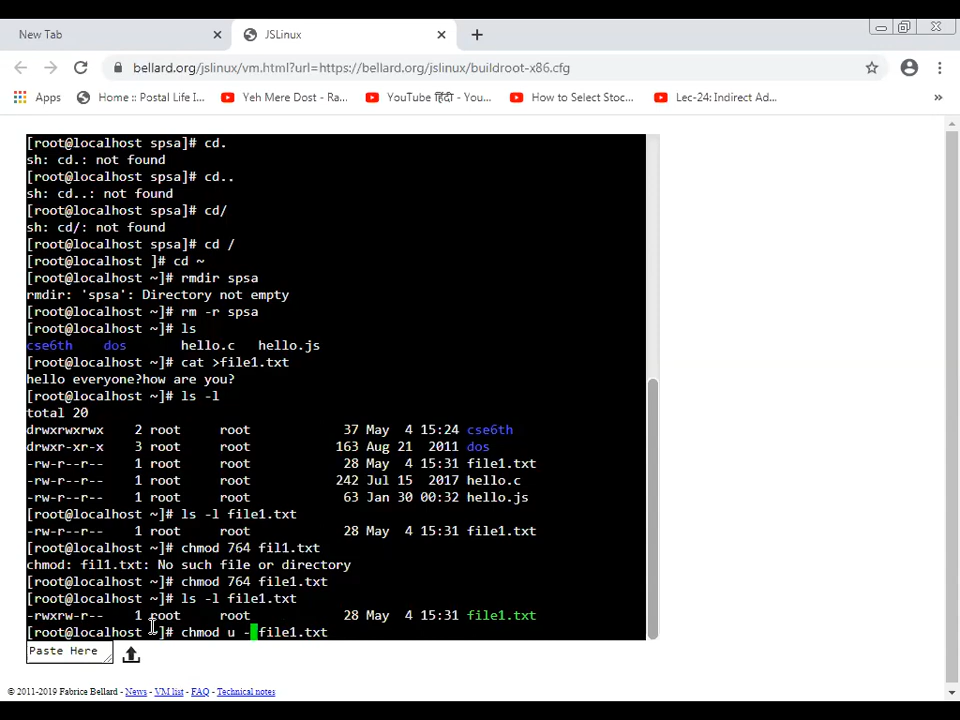 New Tab
JSLinux
bellard.org/jslinux/vm.html?url=https://bellard.org/jslinux/buildroot-x86.cfg
Apps Home :: Postal Life I... Yeh Mere Dost - Ra... YouTube हिंदी - You... How to Select Stoc... Lec-24: Indirect Ad... »
[root@localhost spsa]# cd.
sh: cd.: not found
[root@localhost spsa]# cd..
sh: cd..: not found
[root@localhost spsa]# cd/
sh: cd/: not found
[root@localhost spsa]# cd /
[root@localhost ]# cd ~
[root@localhost ~]# rmdir spsa
rmdir: 'spsa': Directory not empty
[root@localhost ~]# rm -r spsa
[root@localhost ~]# ls
cse6th dos hello.c hello.js
[root@localhost ~]# cat >file1.txt
hello everyone?how are you?
[root@localhost ~]# ls -l
total 20
drwxrwxrwx 2 root root 37 May 4 15:24 cse6th
drwxr-xr-x 3 root root 163 Aug 21 2011 dos
-rw-r--r-- 1 root root 28 May 4 15:31 file1.txt
-rw-r--r-- 1 root root 242 Jul 15 2017 hello.c
-rw-r--r-- 1 root root 63 Jan 30 00:32 hello.js
[root@localhost ~]# ls -l file1.txt
-rw-r--r-- 1 root root 28 May 4 15:31 file1.txt
[root@localhost ~]# chmod 764 fil1.txt
chmod: fil1.txt: No such file or directory
[root@localhost ~]# chmod 764 file1.txt
[root@localhost ~]# ls -l file1.txt
-rwxrw-r-- 1 root root 28 May 4 15:31 file1.txt
[root@localhost ~]# chmod u - file1.txt
Paste Here
© 2011-2019 Fabrice Bellard - News - VM list - FAQ - Technical notes